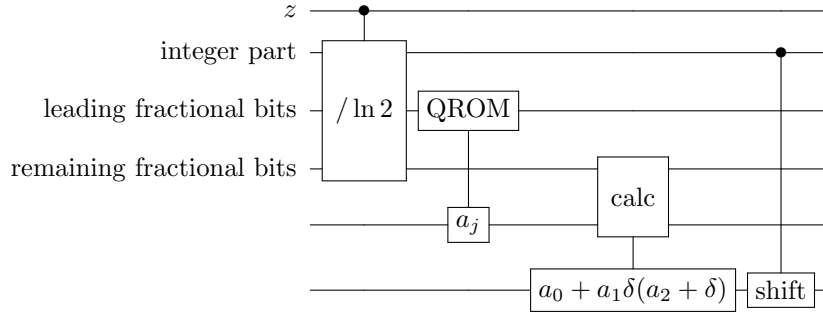 z
integer part
leading fractional bits
/ ln 2
QROM
remaining fractional bits
calc
a_j
a_0 + a_1δ(a_2 + δ)
shift